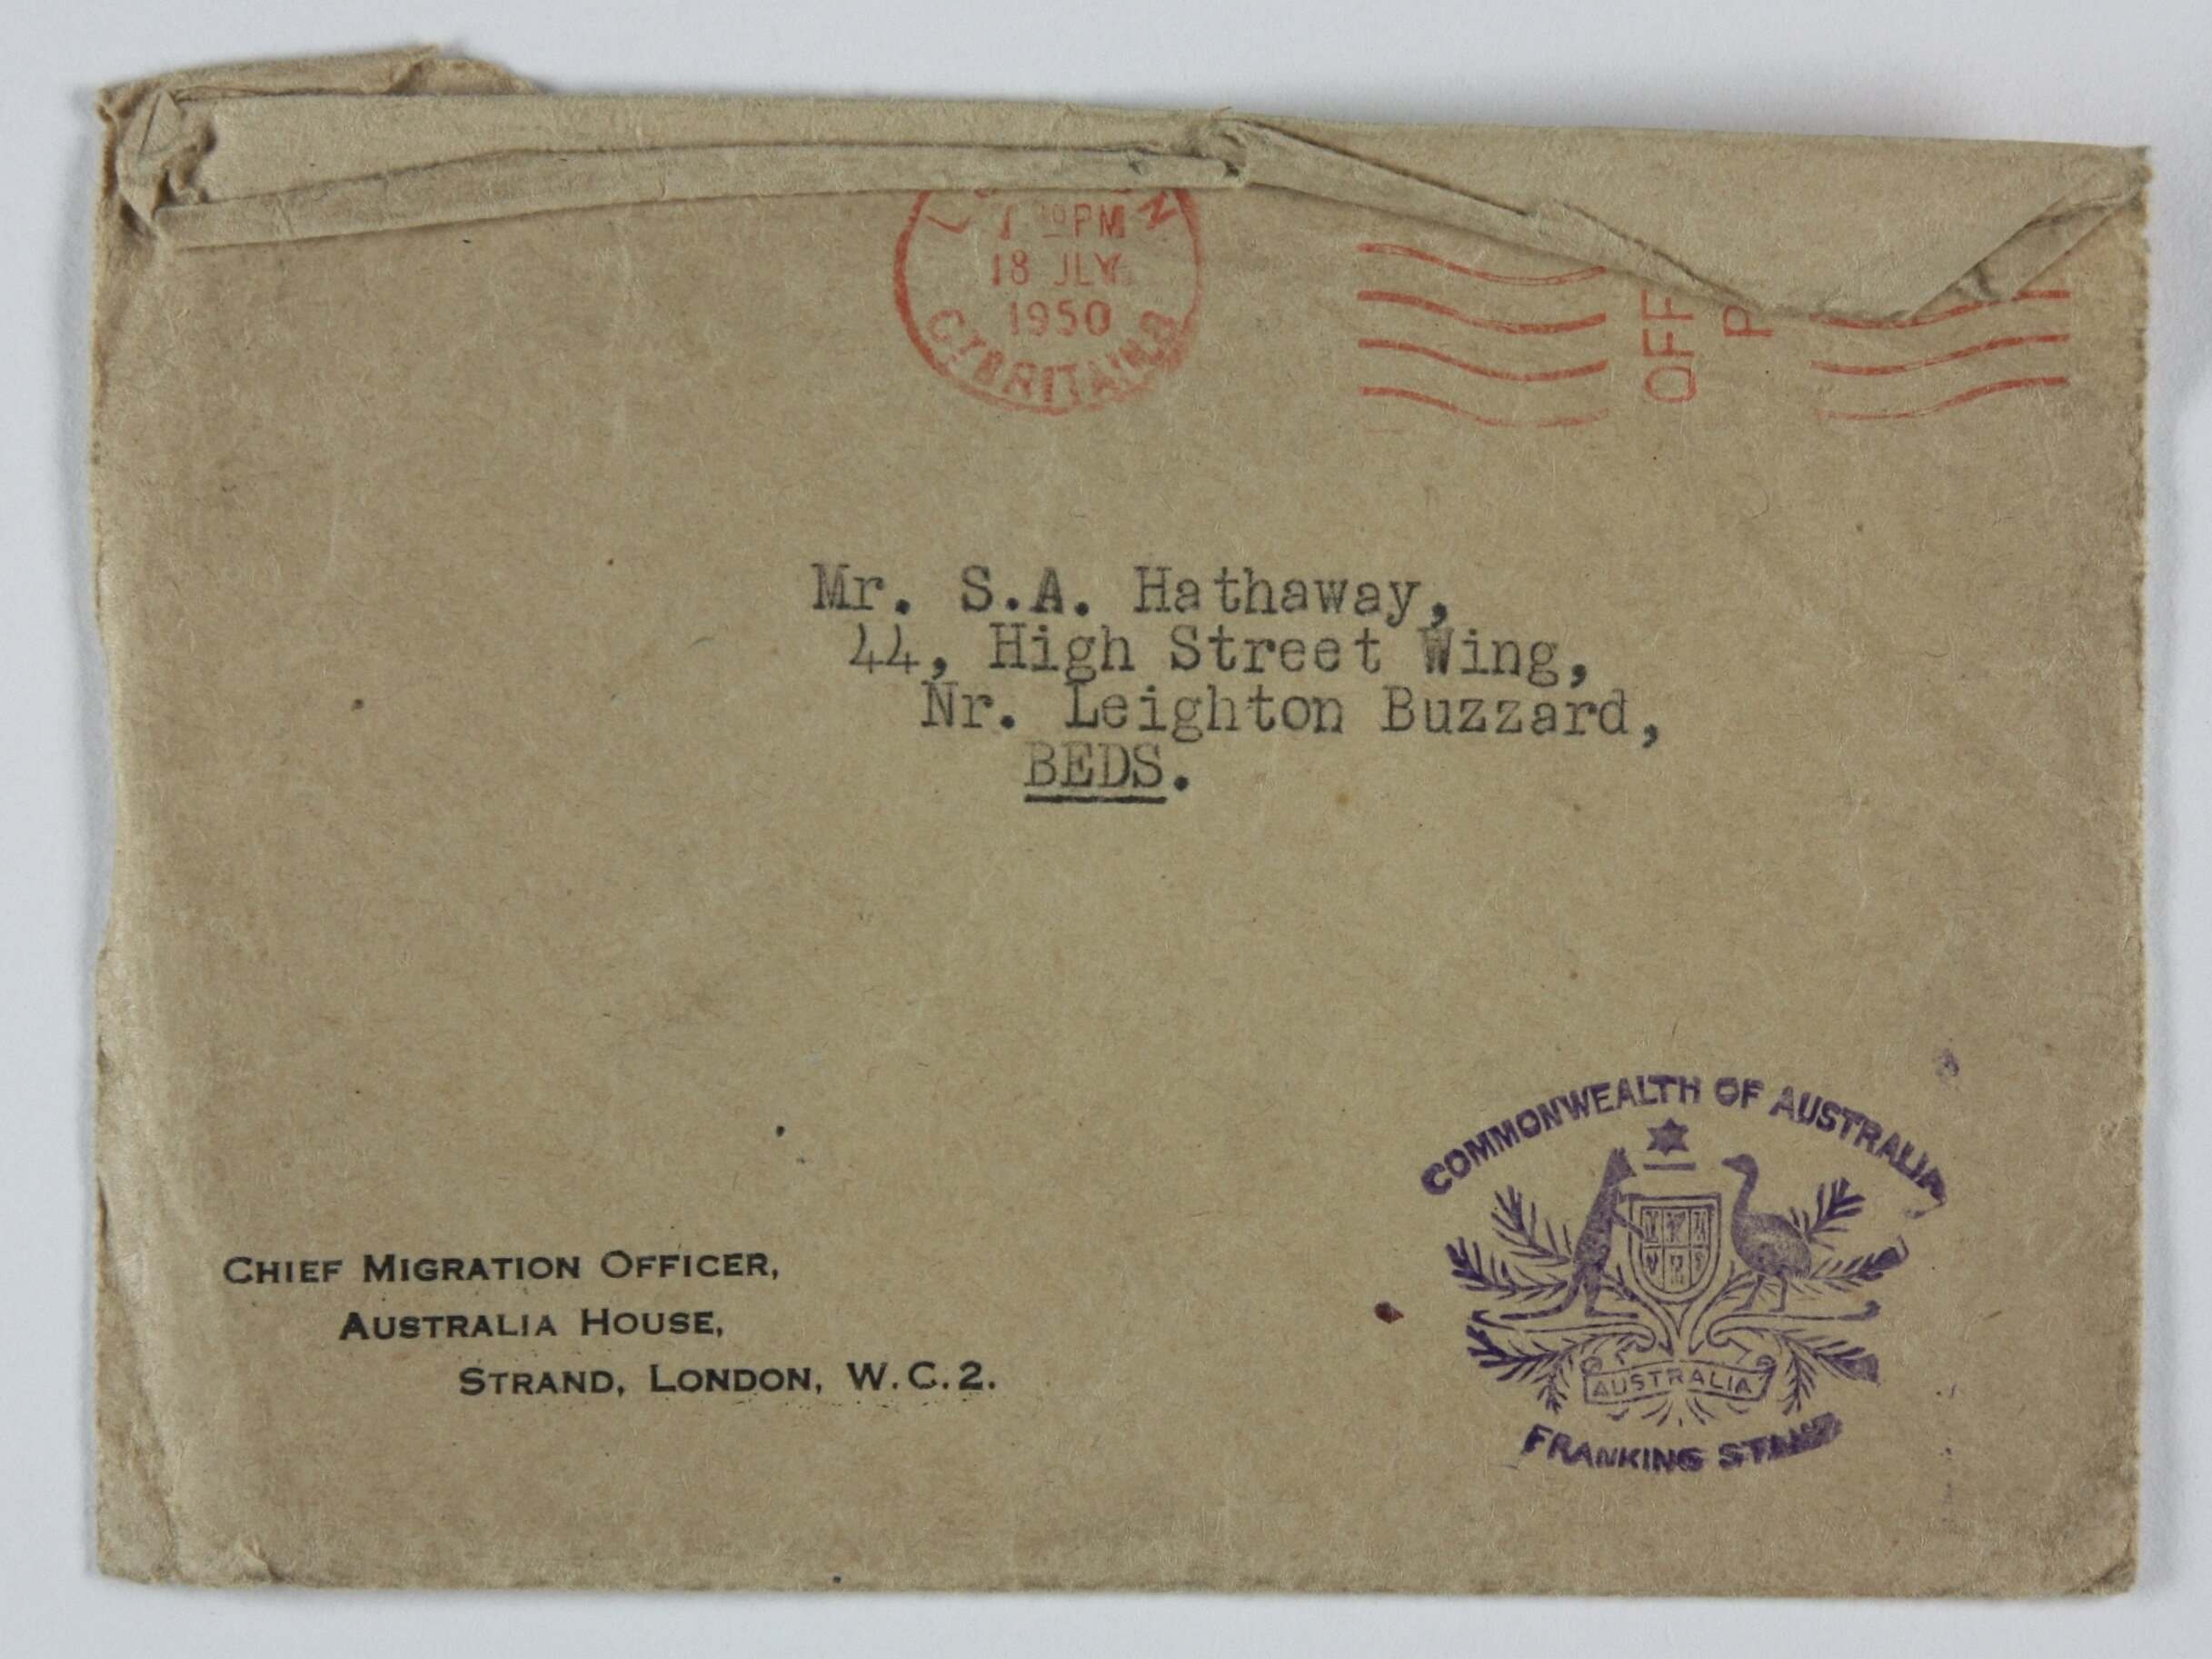 PM
18 JLY
1950
GT BRITAIN
OFF
P
Mr. S.A. Hathaway,
44, High Street Wing,
Nr. Leighton Buzzard,
BEDS.
COMMONWEALTH OF AUSTRALIA
AUSTRALIA
FRANKING STAMP
CHIEF MIGRATION OFFICER,
AUSTRALIA HOUSE,
STRAND, LONDON, W.C.2.